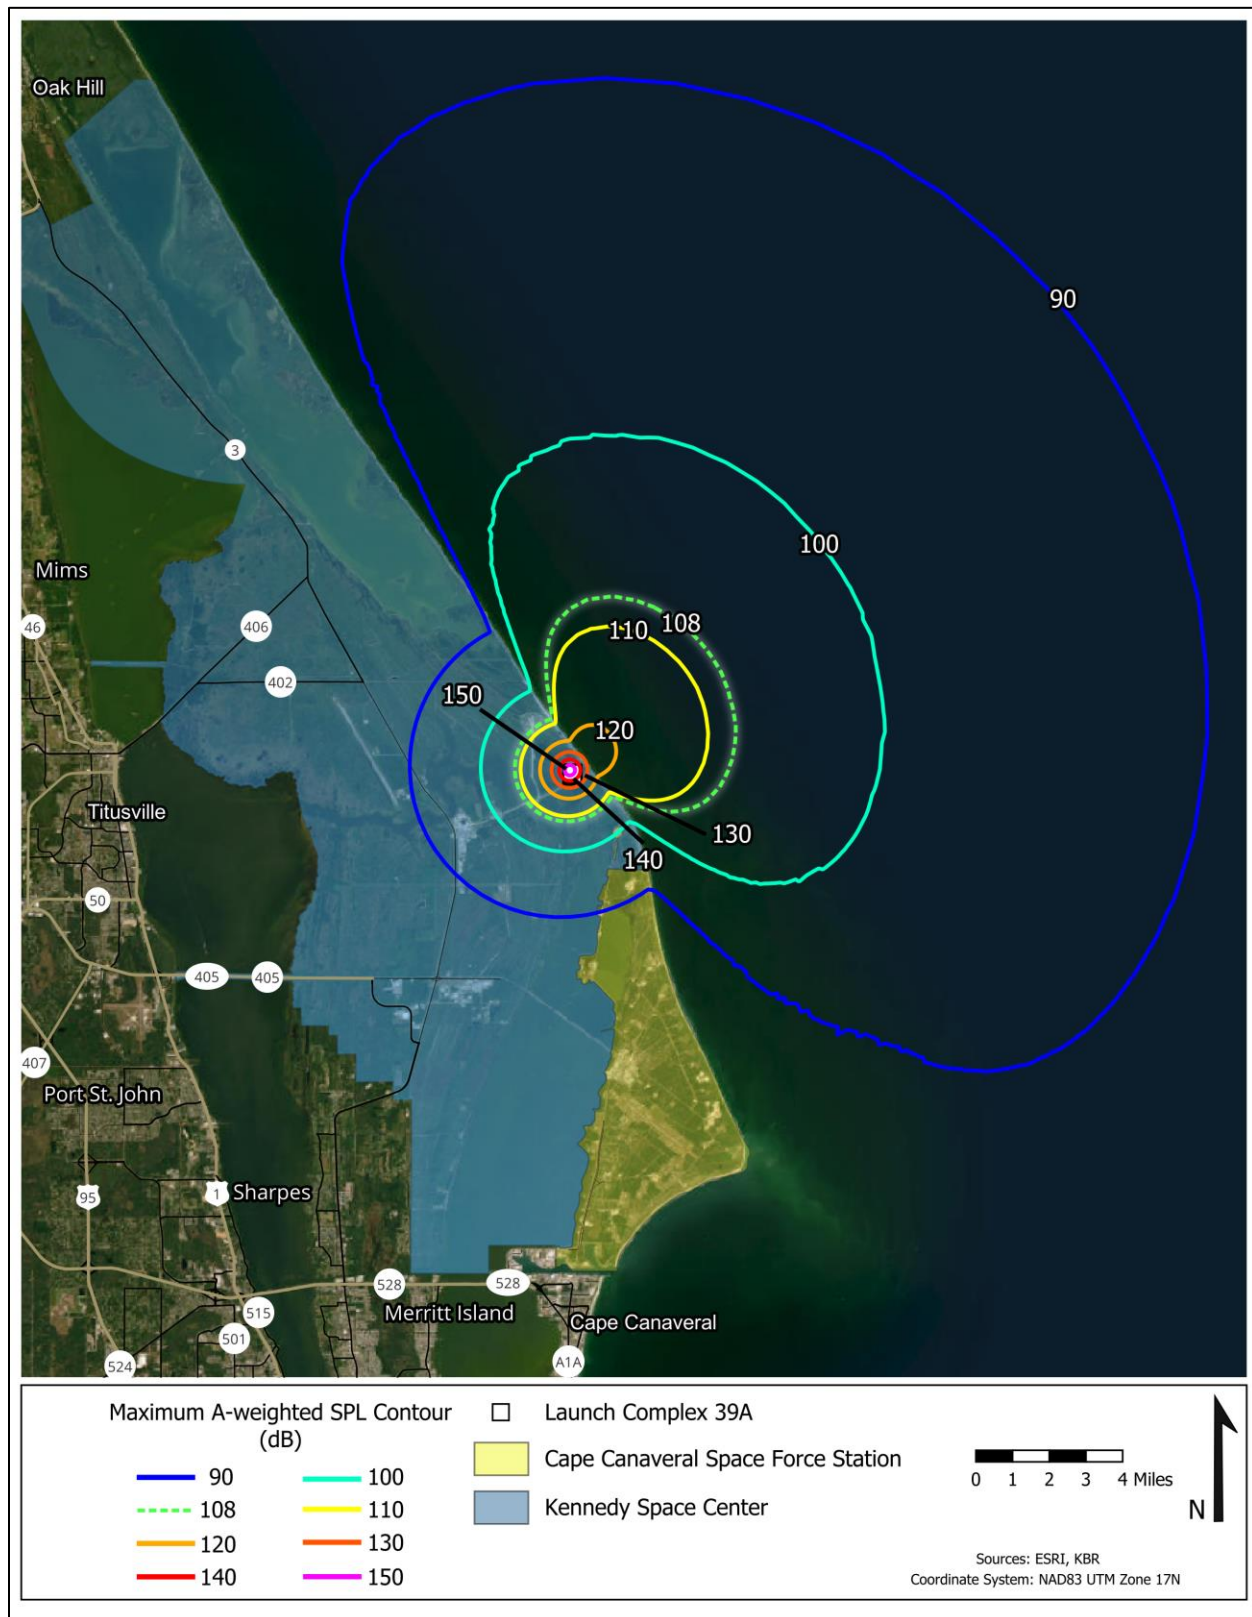 Oak Hill
90
3
100
Mims
46
406
108
110
402
150
120
Titusville
130
140
50
405
405
407
Port St. John
95
1
Sharpes
528
528
515
Merritt Island
Cape Canaveral
501
524
A1A
Maximum A-weighted SPL Contour
(dB)
90
100
108
110
120
130
140
150
Launch Complex 39A
Cape Canaveral Space Force Station
Kennedy Space Center
0 1 2 3 4 Miles
N
Sources: ESRI, KBR
Coordinate System: NAD83 UTM Zone 17N